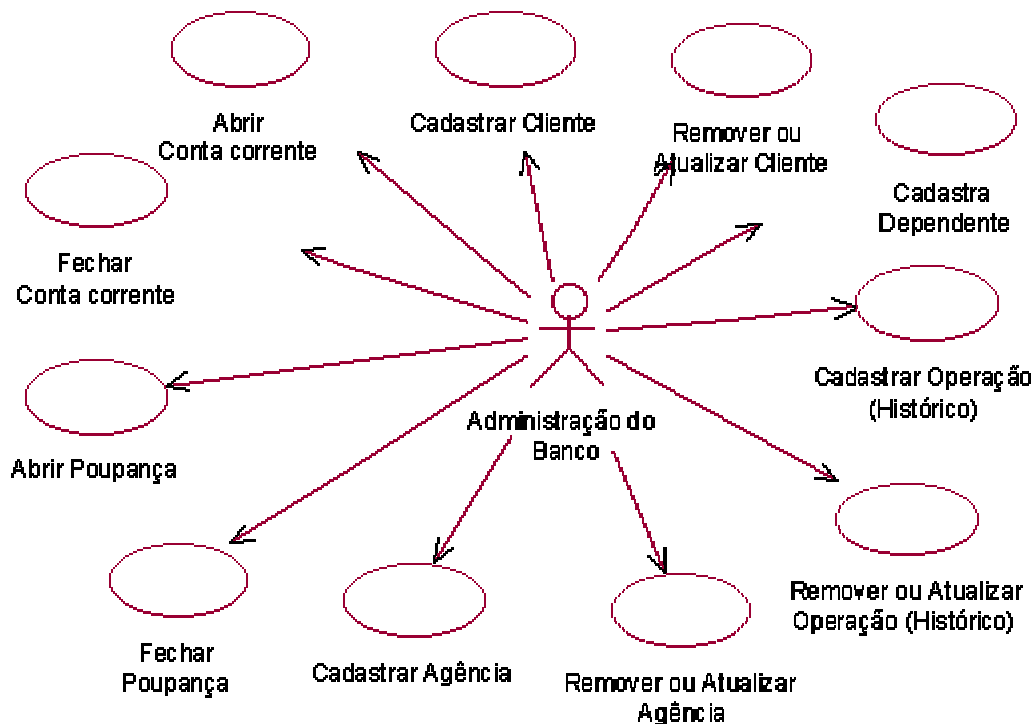 Abrir
Conta corrente
Cadastrar Cliente
Remover ou
Atualizar Cliente
Cadastra
Dependente
Fechar
Conta corrente
Cadastrar Operação
(Histórico)
Administração do
Banco
Abrir Poupança
Remover ou Atualizar
Operação (Histórico)
Fechar
Poupança
Cadastrar Agência
Remover ou Atualizar
Agência